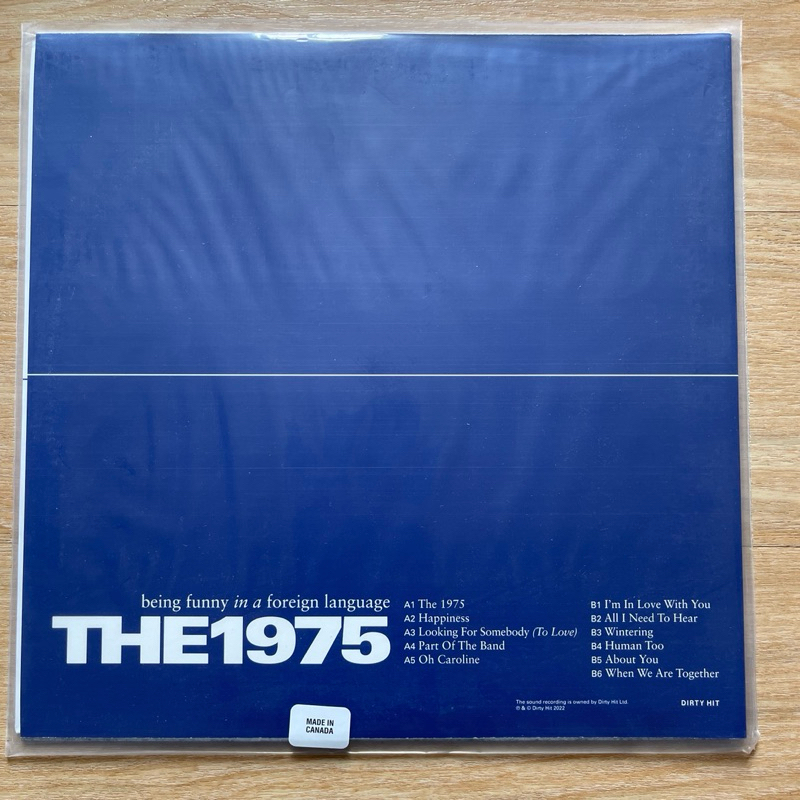 being funny in a foreign language
THE1975
A1 The 1975
A2 Happiness
A3 Looking For Somebody (To Love)
A4 Part Of The Band
A5 Oh Caroline
B1 I'm In Love With You
B2 All I Need To Hear
B3 Wintering
B4 Human Too
B5 About You
B6 When We Are Together
The sound recording is owned by Dirty Hit Ltd.
℗ & © Dirty Hit 2022
DIRTY HIT
MADE IN
CANADA